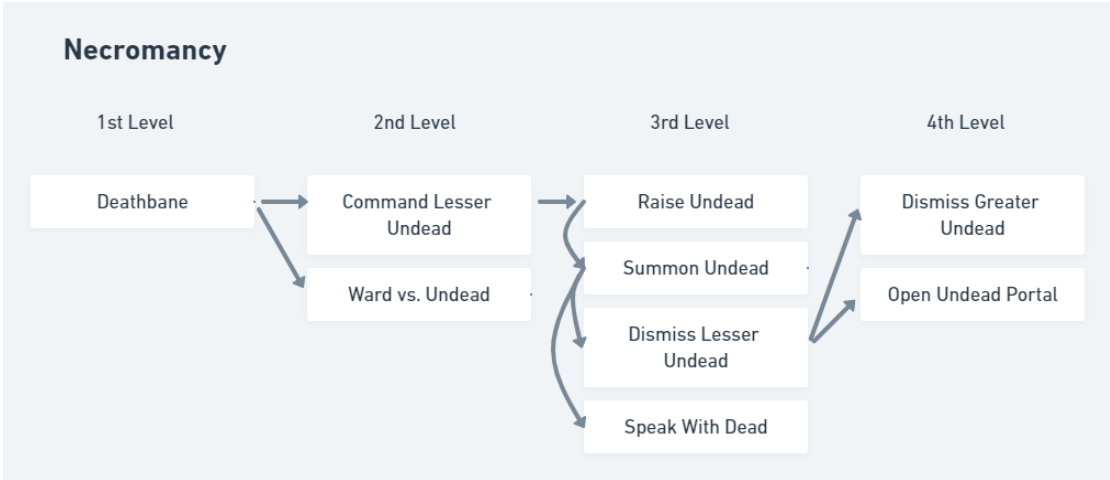 Necromancy
1st Level
2nd Level
3rd Level
4th Level
Deathbane
Command Lesser
Undead
Ward vs. Undead
Raise Undead
Summon Undead
Dismiss Lesser
Undead
Speak With Dead
Dismiss Greater
Undead
Open Undead Portal